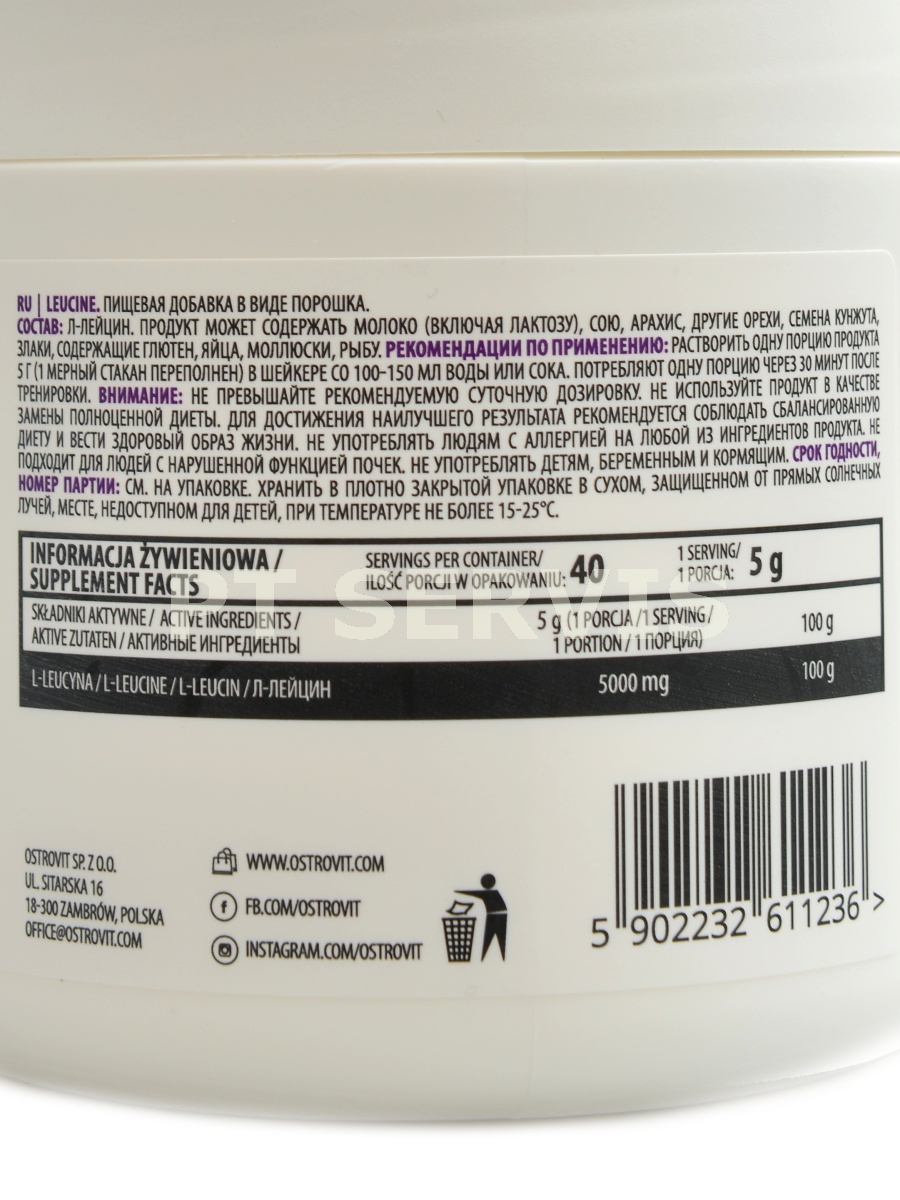 RU | LEUCINE. ПИЩЕВАЯ ДОБАВКА В ВИДЕ ПОРОШКА.
СОСТАВ: Л-ЛЕЙЦИН. ПРОДУКТ МОЖЕТ СОДЕРЖАТЬ МОЛОКО (ВКЛЮЧАЯ ЛАКТОЗУ), СОЮ, АРАХИС, ДРУГИЕ ОРЕХИ, СЕМЕНА КУНЖУТА,
ЗЛАКИ, СОДЕРЖАЩИЕ ГЛЮТЕН, ЯЙЦА, МОЛЛЮСКИ, РЫБУ. РЕКОМЕНДАЦИИ ПО ПРИМЕНЕНИЮ: РАСТВОРИТЬ ОДНУ ПОРЦИЮ ПРОДУКТА
5 Г (1 МЕРНЫЙ СТАКАН ПЕРЕПОЛНЕН) В ШЕЙКЕРЕ СО 100-150 МЛ ВОДЫ ИЛИ СОКА. ПОТРЕБЛЯЮТ ОДНУ ПОРЦИЮ ЧЕРЕЗ 30 МИНУТ ПОСЛЕ
ТРЕНИРОВКИ. ВНИМАНИЕ: НЕ ПРЕВЫШАЙТЕ РЕКОМЕНДУЕМУЮ СУТОЧНУЮ ДОЗИРОВКУ. НЕ ИСПОЛЬЗУЙТЕ ПРОДУКТ В КАЧЕСТВЕ
ЗАМЕНЫ ПОЛНОЦЕННОЙ ДИЕТЫ. ДЛЯ ДОСТИЖЕНИЯ НАИЛУЧШЕГО РЕЗУЛЬТАТА РЕКОМЕНДУЕТСЯ СОБЛЮДАТЬ СБАЛАНСИРОВАННУЮ
ДИЕТУ И ВЕСТИ ЗДОРОВЫЙ ОБРАЗ ЖИЗНИ. НЕ УПОТРЕБЛЯТЬ ЛЮДЯМ С АЛЛЕРГИЕЙ НА ЛЮБОЙ ИЗ ИНГРЕДИЕНТОВ ПРОДУКТА. НЕ
ПОДХОДИТ ДЛЯ ЛЮДЕЙ С НАРУШЕННОЙ ФУНКЦИЕЙ ПОЧЕК. НЕ УПОТРЕБЛЯТЬ ДЕТЯМ, БЕРЕМЕННЫМ И КОРМЯЩИМ. СРОК ГОДНОСТИ,
НОМЕР ПАРТИИ: СМ. НА УПАКОВКЕ. ХРАНИТЬ В ПЛОТНО ЗАКРЫТОЙ УПАКОВКЕ В СУХОМ, ЗАЩИЩЕННОМ ОТ ПРЯМЫХ СОЛНЕЧНЫХ
ЛУЧЕЙ, МЕСТЕ, НЕДОСТУПНОМ ДЛЯ ДЕТЕЙ, ПРИ ТЕМПЕРАТУРЕ НЕ БОЛЕЕ 15-25°C.
INFORMACJA ŻYWIENIOWA /
SUPPLEMENT FACTS
SERVINGS PER CONTAINER/
ILOŚĆ PORCJI W OPAKOWANIU: 40
1 SERVING/
1 PORCJA: 5 g
PT SERVIS
SKŁADNIKI AKTYWNE / ACTIVE INGREDIENTS /
AKTIVE ZUTATEN / АКТИВНЫЕ ИНГРЕДИЕНТЫ
5 g (1 PORCJA /1 SERVING /
1 PORTION / 1 ПОРЦИЯ)
100 g
L-LEUCYNA / L-LEUCINE / L-LEUCIN / Л-ЛЕЙЦИН 5000 mg 100 g
OSTROVIT SP. Z O.O.
UL. SITARSKA 16
18-300 ZAMBRÓW, POLSKA
OFFICE@OSTROVIT.COM
WWW.OSTROVIT.COM
FB.COM/OSTROVIT
INSTAGRAM.COM/OSTROVIT
5 902232 611236 >